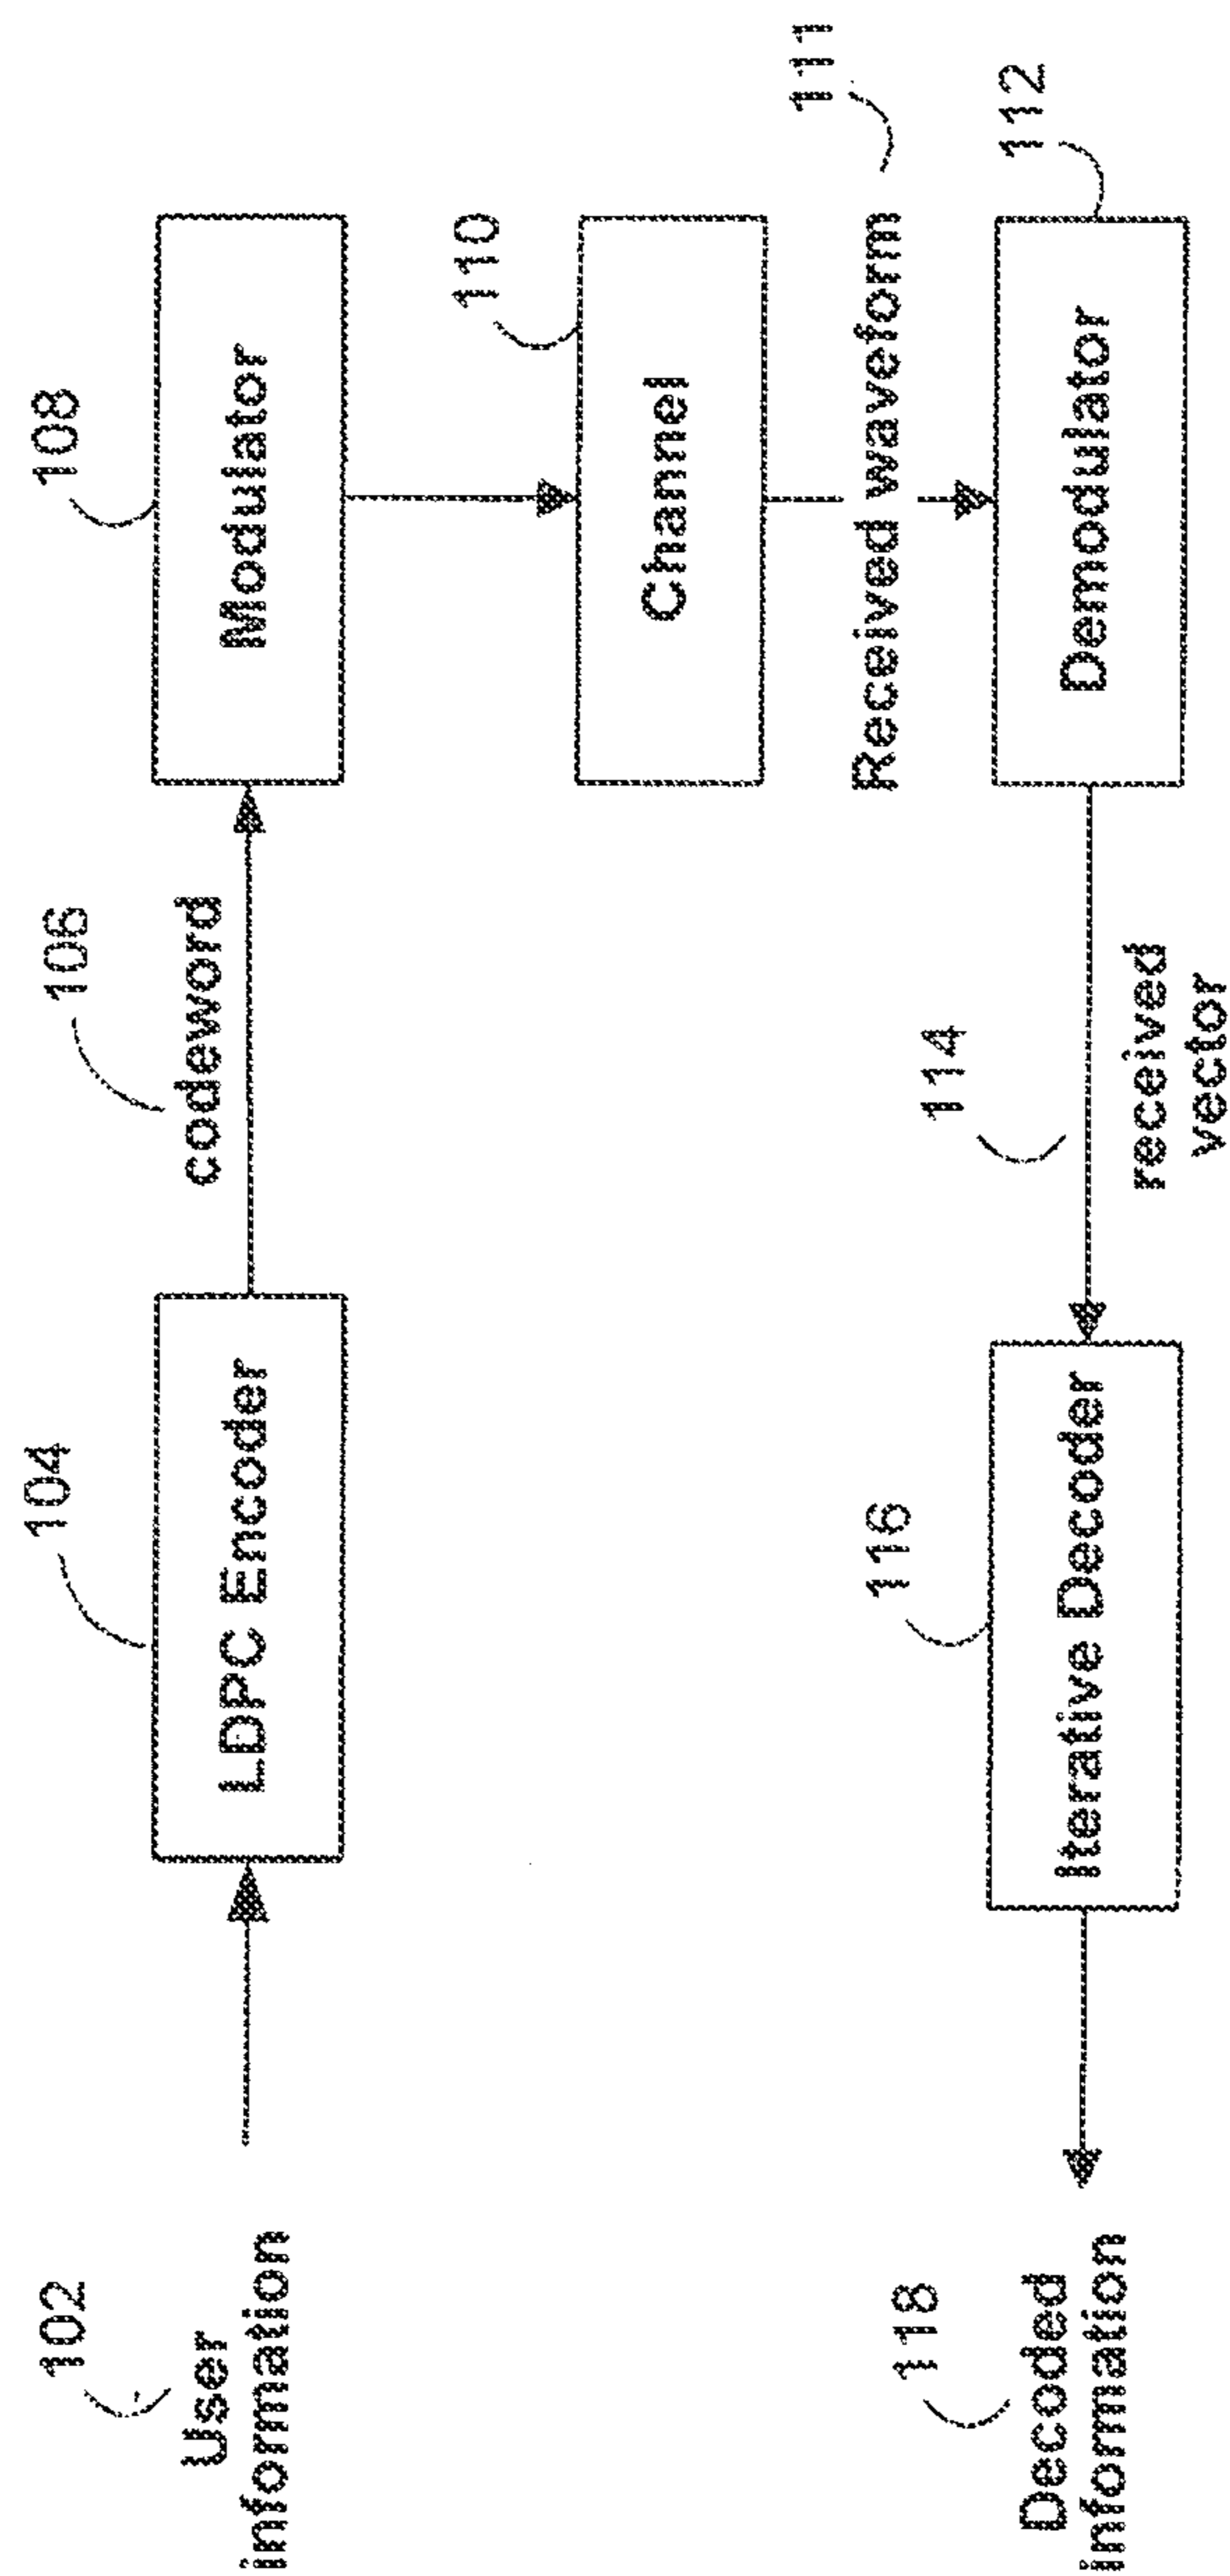 102
User
information
104
LDPC Encoder
106
codeword
108
Modulator
110
Channel
Received waveform
111
112
Demodulator
114
received
vector
116
Iterative Decoder
118
Decoded
information